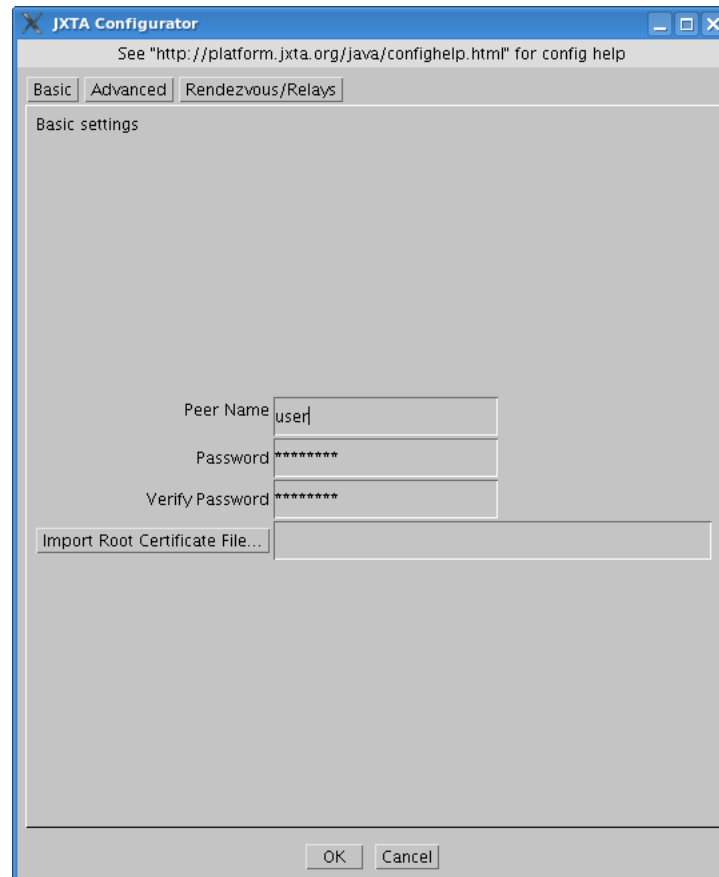 JXTA Configurator
See "http://platform.jxta.org/java/confighelp.html" for config help
Basic Advanced Rendezvous/Relays
Basic settings
Peer Name user
Password ********
Verify Password ********
Import Root Certificate File...
OK Cancel